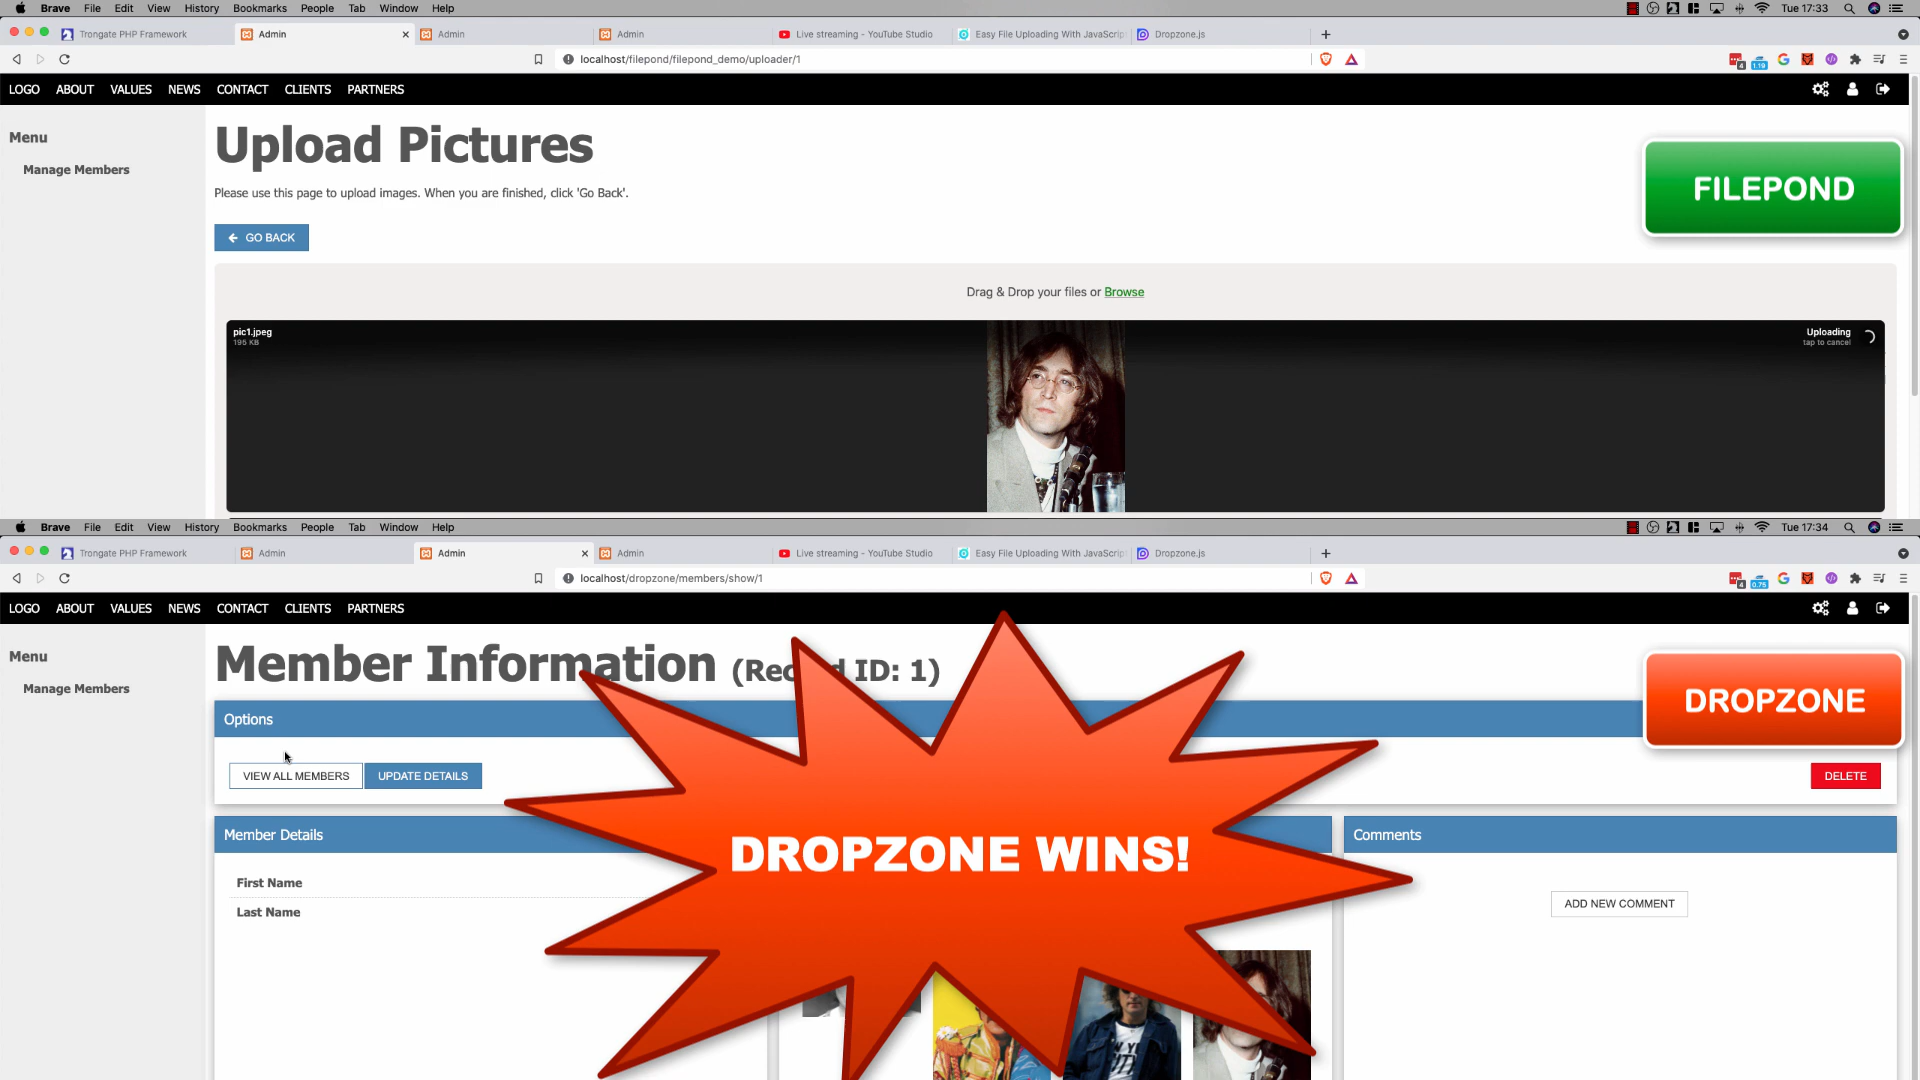 Brave File Edit View History Bookmarks People Tab Window Help Tue 17:33
Trongate PHP Framework Admin Admin Admin Live streaming - YouTube Studio Easy File Uploading With JavaScrip Dropzone.js
localhost/filepond/filepond_demo/uploader/1 4 1.19
LOGO ABOUT VALUES NEWS CONTACT CLIENTS PARTNERS
Menu
Manage Members
Upload Pictures
Please use this page to upload images. When you are finished, click 'Go Back'.
GO BACK
FILEPOND
Drag & Drop your files or Browse
pic1.jpeg
195 KB
Uploading
tap to cancel
Brave File Edit View History Bookmarks People Tab Window Help Tue 17:34
Trongate PHP Framework Admin Admin Admin Live streaming - YouTube Studio Easy File Uploading With JavaScrip Dropzone.js
localhost/dropzone/members/show/1 4 0.75
LOGO ABOUT VALUES NEWS CONTACT CLIENTS PARTNERS
Menu
Manage Members
Member Information (Rec ID: 1)
DROPZONE
Options
VIEW ALL MEMBERS UPDATE DETAILS DELETE
Member Details
Comments
DROPZONE WINS!
First Name
Last Name
ADD NEW COMMENT